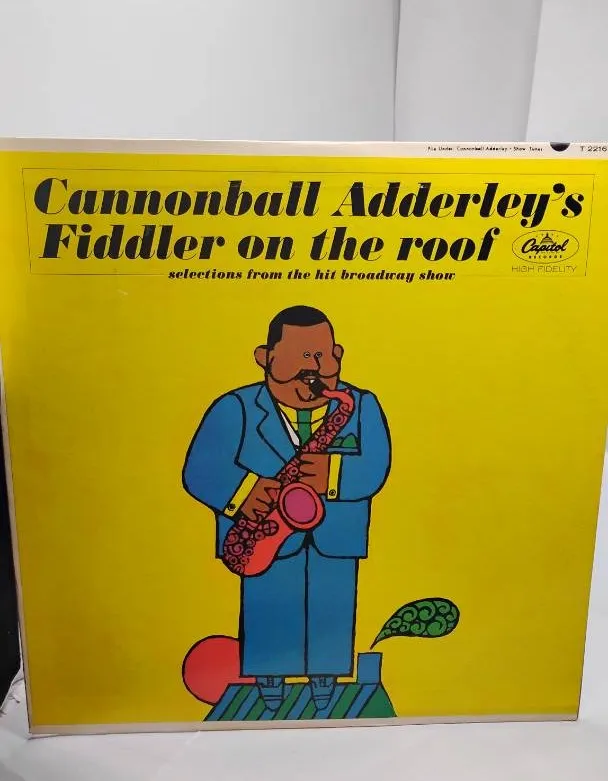 File Under: Cannonball Adderley • Show Tunes
T 2216
Cannonball Adderley's
Fiddler on the roof
Capitol
RECORDS
HIGH FIDELITY
selections from the hit broadway show